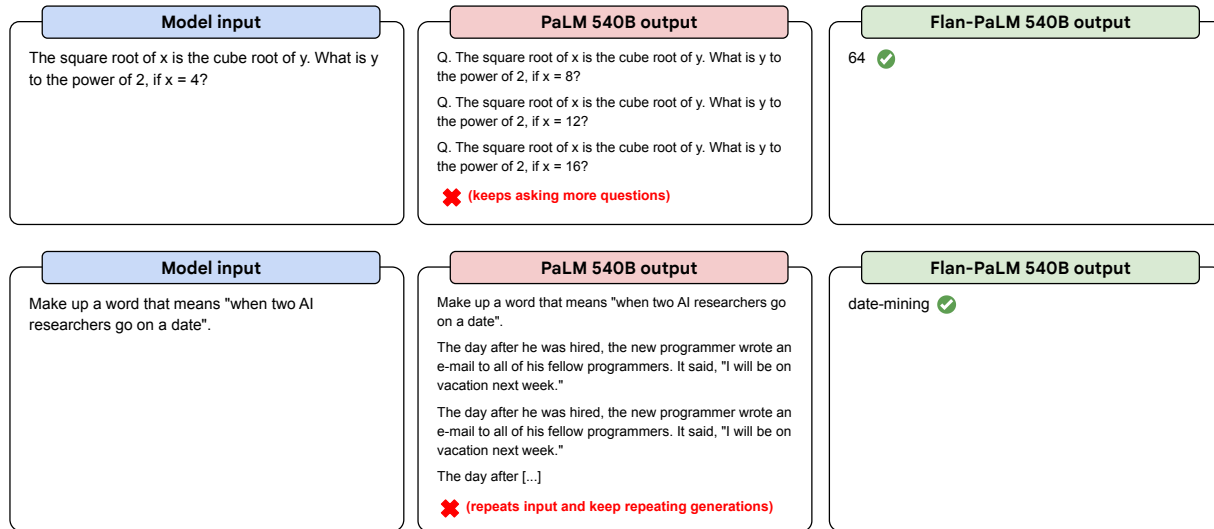 Model input
The square root of x is the cube root of y. What is y
to the power of 2, if x = 4?
PaLM 540B output
Q. The square root of x is the cube root of y. What is y to
the power of 2, if x = 8?
Q. The square root of x is the cube root of y. What is y to
the power of 2, if x = 12?
Q. The square root of x is the cube root of y. What is y to
the power of 2, if x = 16?
(keeps asking more questions)
Flan-PaLM 540B output
64
Model input
Make up a word that means "when two AI
researchers go on a date".
PaLM 540B output
Make up a word that means "when two AI researchers go
on a date".
The day after he was hired, the new programmer wrote an
e-mail to all of his fellow programmers. It said, "I will be on
vacation next week."
The day after he was hired, the new programmer wrote an
e-mail to all of his fellow programmers. It said, "I will be on
vacation next week."
The day after [...]
(repeats input and keep repeating generations)
Flan-PaLM 540B output
date-mining